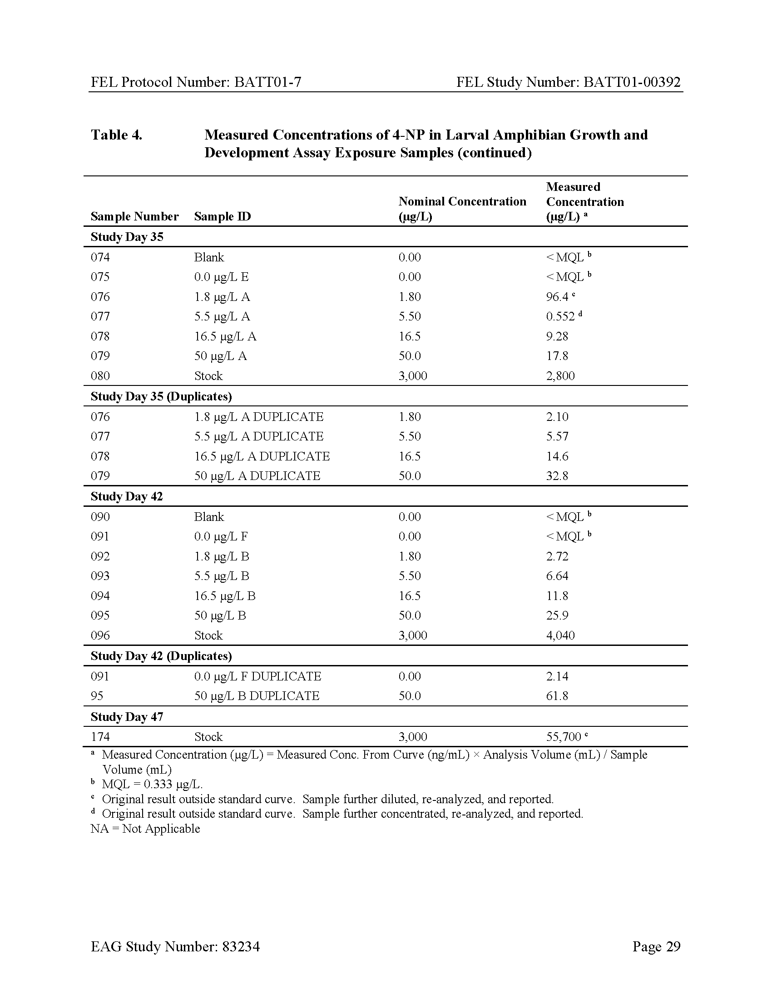 FEL Protocol Number: BATT01-7 FEL Study Number: BATT01-00392
Table 4. Measured Concentrations of 4-NP in Larval Amphibian Growth and
Development Assay Exposure Samples (continued)
Measured
Nominal Concentration Concentration
Sample Number Sample ID (µg/L) (µg/L) a
Study Day 35
074 Blank 0.00 < MQL b
075 0.0 µg/L E 0.00 < MQL b
076 1.8 µg/L A 1.80 96.4 c
077 5.5 µg/L A 5.50 0.552 d
078 16.5 µg/L A 16.5 9.28
079 50 µg/L A 50.0 17.8
080 Stock 3,000 2,800
Study Day 35 (Duplicates)
076 1.8 µg/L A DUPLICATE 1.80 2.10
077 5.5 µg/L A DUPLICATE 5.50 5.57
078 16.5 µg/L A DUPLICATE 16.5 14.6
079 50 µg/L A DUPLICATE 50.0 32.8
Study Day 42
090 Blank 0.00 < MQL b
091 0.0 µg/L F 0.00 < MQL b
092 1.8 µg/L B 1.80 2.72
093 5.5 µg/L B 5.50 6.64
094 16.5 µg/L B 16.5 11.8
095 50 µg/L B 50.0 25.9
096 Stock 3,000 4,040
Study Day 42 (Duplicates)
091 0.0 µg/L F DUPLICATE 0.00 2.14
95 50 µg/L B DUPLICATE 50.0 61.8
Study Day 47
174 Stock 3,000 55,700 c
a Measured Concentration (µg/L) = Measured Conc. From Curve (ng/mL) × Analysis Volume (mL) / Sample
Volume (mL)
b MQL = 0.333 µg/L.
c Original result outside standard curve. Sample further diluted, re-analyzed, and reported.
d Original result outside standard curve. Sample further concentrated, re-analyzed, and reported.
NA = Not Applicable
EAG Study Number: 83234 Page 29